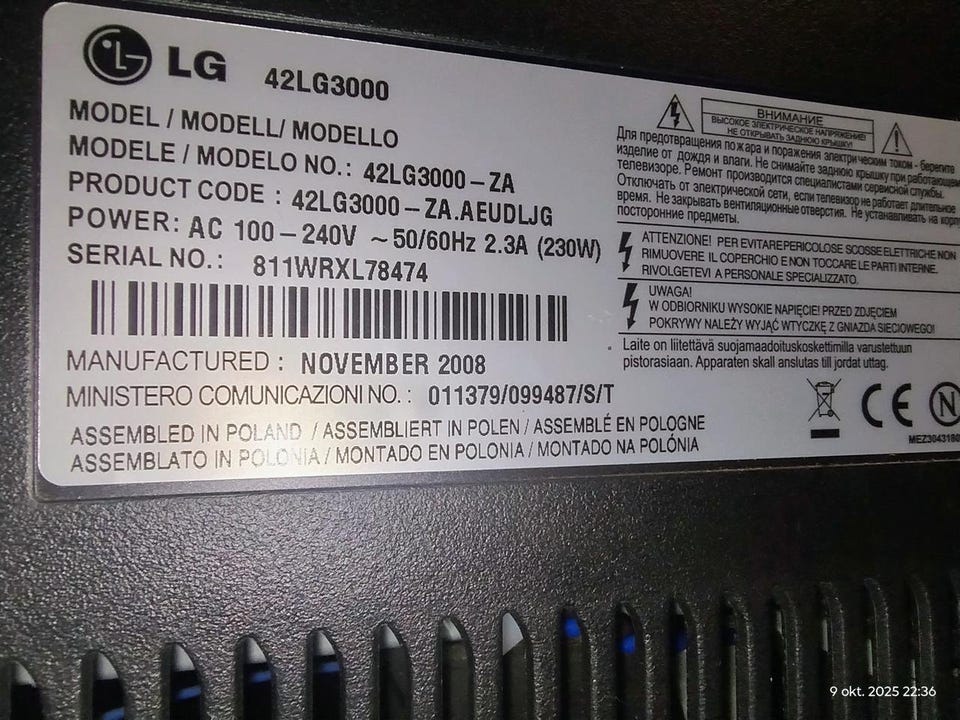 LG 42LG3000
MODEL / MODELL/ MODELLO
MODELE / MODELO NO.: 42LG3000-ZA
PRODUCT CODE : 42LG3000-ZA.AEUDLJG
POWER: AC 100-240V ~50/60Hz 2.3A (230W)
SERIAL NO.: 811WRXL78474
MANUFACTURED : NOVEMBER 2008
MINISTERO COMUNICAZIONI NO. : 011379/099487/S/T
ASSEMBLED IN POLAND / ASSEMBLIERT IN POLEN / ASSEMBLÉ EN POLOGNE
ASSEMBLATO IN POLONIA / MONTADO EN POLONIA / MONTADO NA POLÓNIA
ВНИМАНИЕ
ВЫСОКОЕ ЭЛЕКТРИЧЕСКОЕ НАПРЯЖЕНИЕ!
НЕ ОТКРЫВАТЬ ЗАДНЮЮ КРЫШКУ!
Для предотвращения пожара и поражения электрическим током - берегите
изделие от дождя и влаги. Не снимайте заднюю крышку при работающем
телевизоре. Ремонт производится специалистами сервисной службы.
Отключать от электрической сети, если телевизор не работает длительное
время. Не закрывать вентиляционные отверстия. Не устанавливать на
посторонние предметы.
ATTENZIONE! PER EVITARE PERICOLOSE SCOSSE ELETTRICHE NON
RIMUOVERE IL COPERCHIO E NON TOCCARE LE PARTI INTERNE.
RIVOLGETEVI A PERSONALE SPECIALIZZATO.
UWAGA!
W ODBIORNIKU WYSOKIE NAPIĘCIE! PRZED ZDJĘCIEM
POKRYWY NALEŻY WYJĄĆ WTYCZKĘ Z GNIAZDA SIECIOWEGO!
Laite on liitettävä suojamaadoituskoskettimilla varustettuun
pistorasiaan. Apparaten skall anslutas till jordat uttag.
CE N
9 okt. 2025 22:36